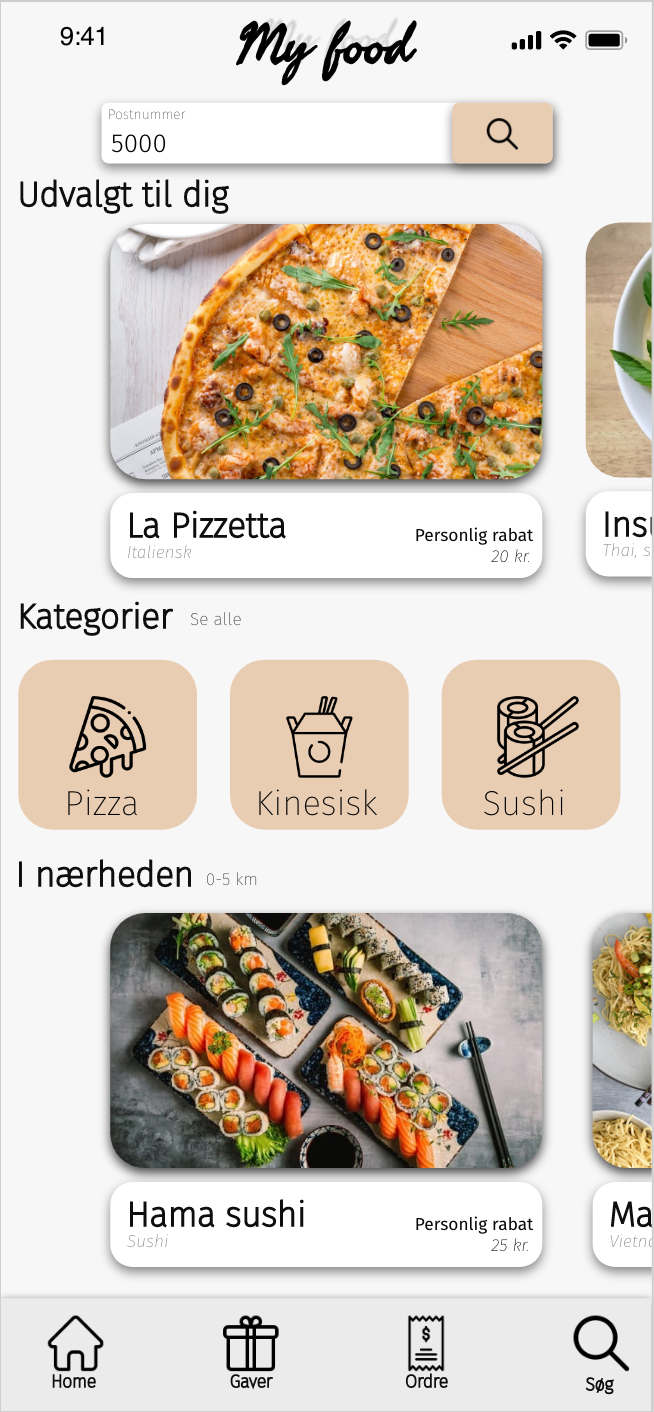 9:41
My food
Postnummer
5000
Udvalgt til dig
La Pizzetta
Italiensk
Personlig rabat
20 kr.
Ins
Thai, s
Kategorier Se alle
Pizza
Kinesisk
Sushi
I nærheden 0-5 km
Hama sushi
Sushi
Personlig rabat
25 kr.
Ma
Vietn
$
Home
Gaver
Ordre
Søg